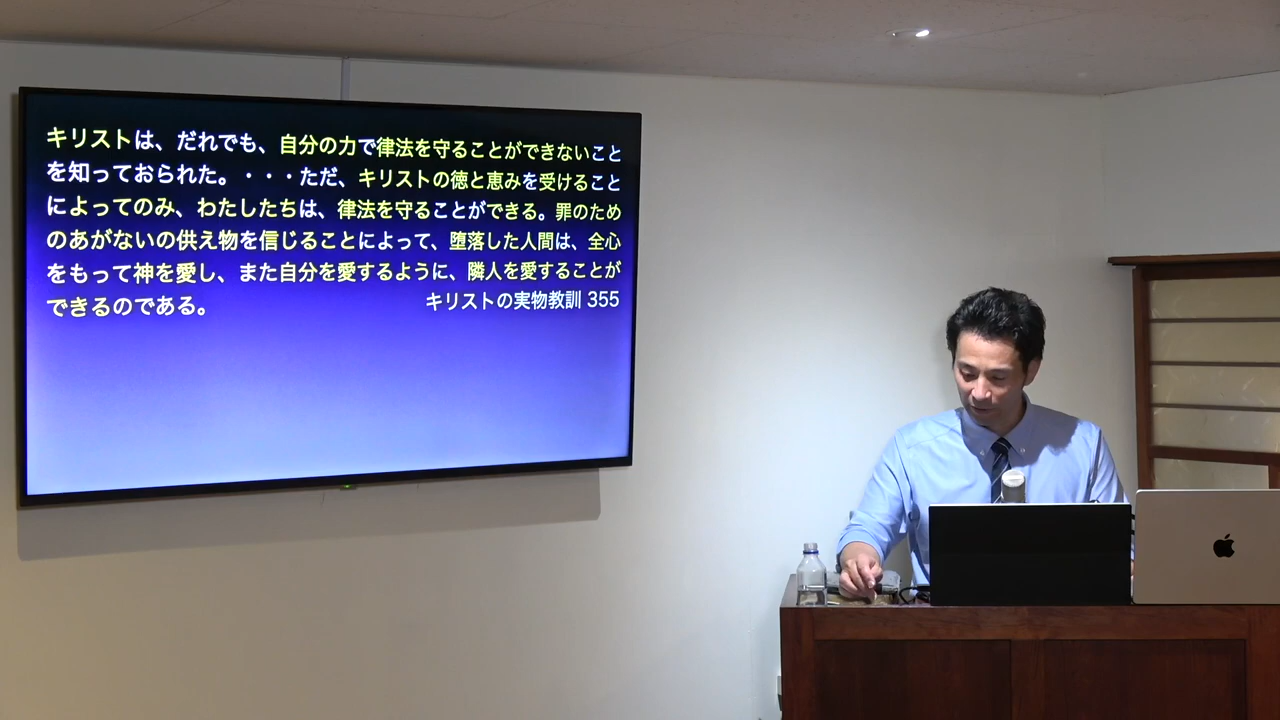 キリストは、だれでも、自分の力で律法を守ることができないこと
を知っておられた。・・・ただ、キリストの徳と恵みを受けること
によってのみ、わたしたちは、律法を守ることができる。罪のため
のあがないの供え物を信じることによって、堕落した人間は、全心
をもって神を愛し、また自分を愛するように、隣人を愛することが
できるのである。
キリストの実物教訓 355